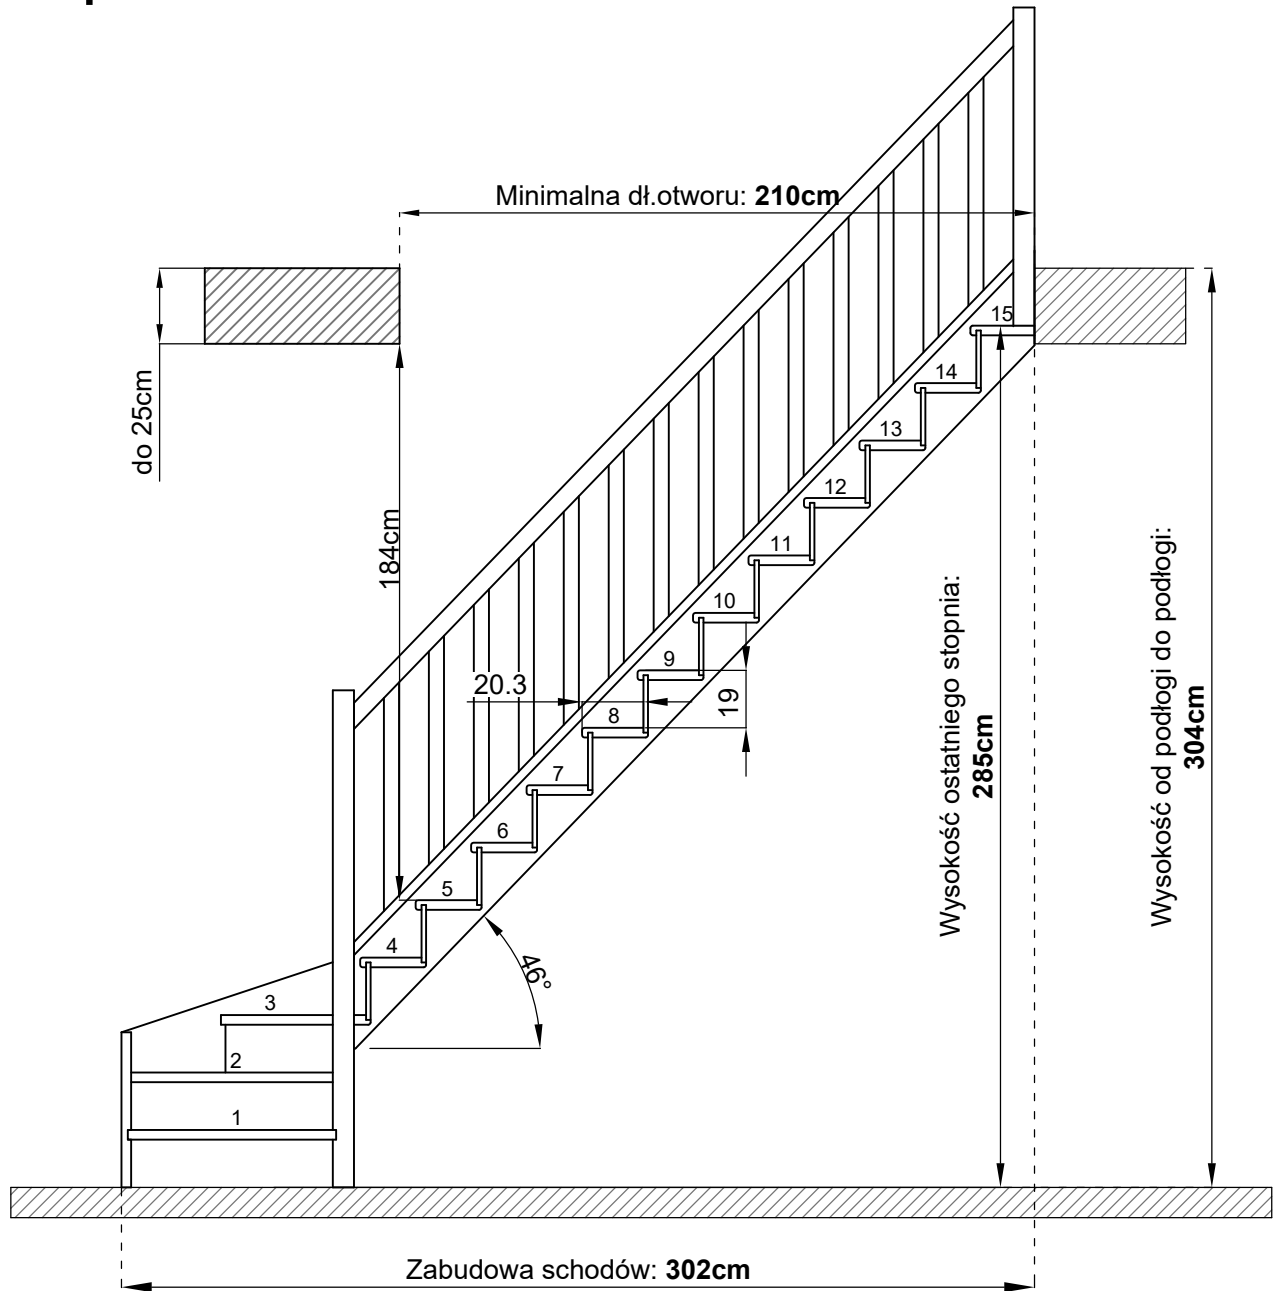 Minimalna dł.otworu: 210cm
do 25cm
184cm
15
14
13
12
11
10
9
20.3
8
19
7
6
5
4
46°
3
2
1
Wysokość ostatniego stopnia:
285cm
Wysokość od podłogi do podłogi:
304cm
Zabudowa schodów: 302cm